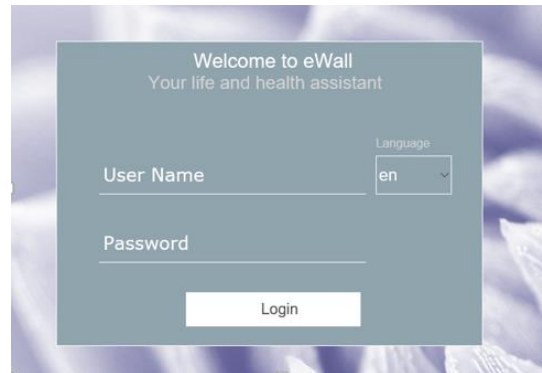 Welcome to eWall
Your life and health assistant
Language
User Name
en
Password
Login